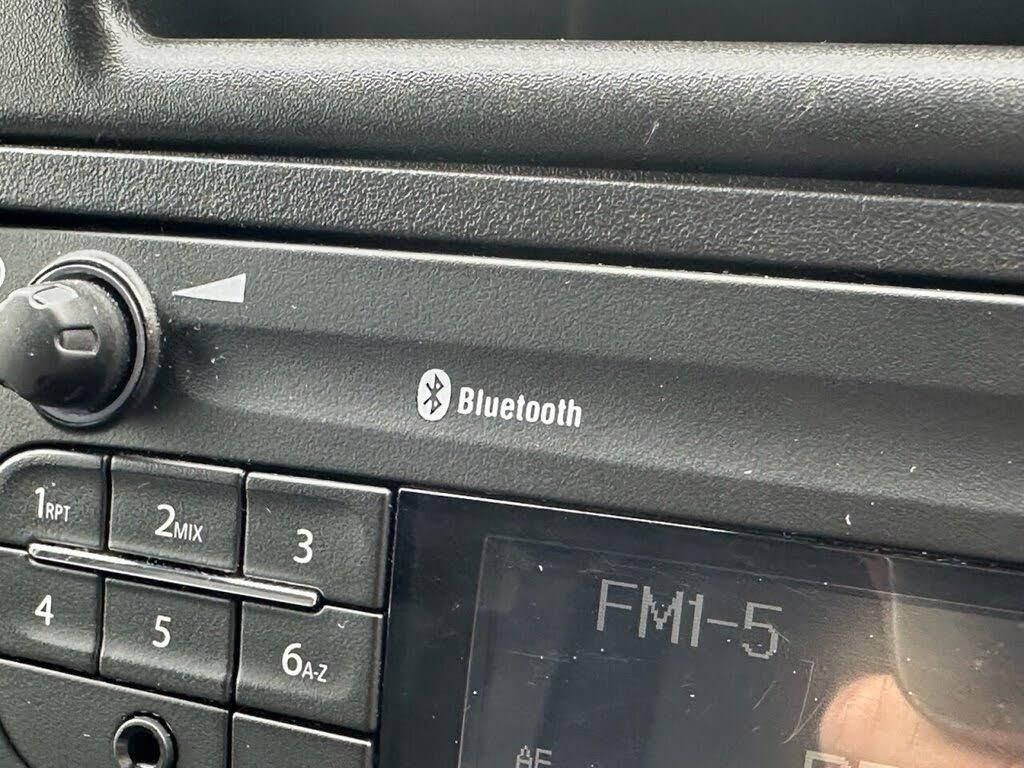 Bluetooth
1RPT
2MIX
3
4
5
6A-Z
FM1-5
AF